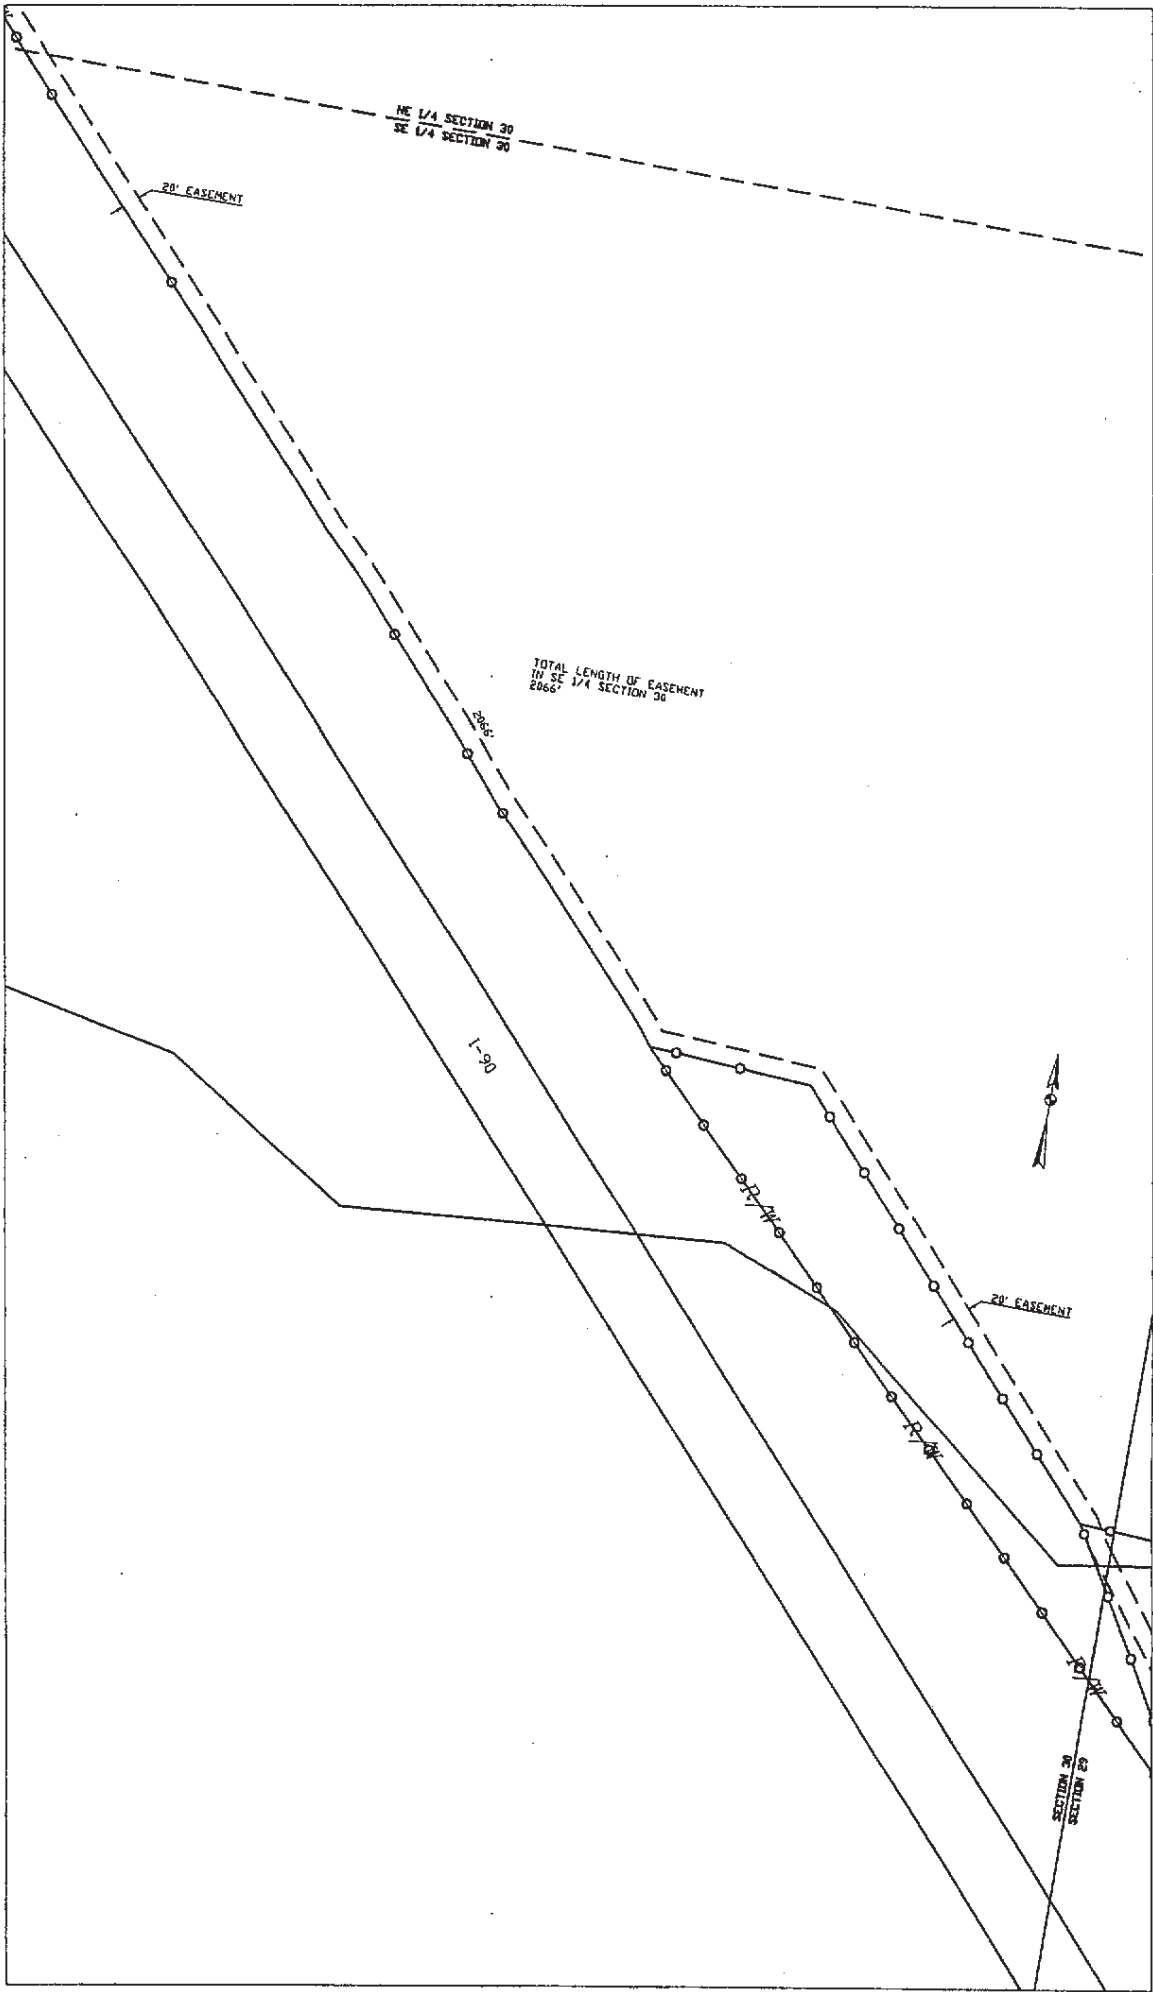 NE 1/4 SECTION 30
SE 1/4 SECTION 30
20' EASEMENT
TOTAL LENGTH OF EASEMENT
IN SE 1/4 SECTION 30
2066'
2066'
I-90
R/W
R/W
20' EASEMENT
R/W
SECTION 30
SECTION 29